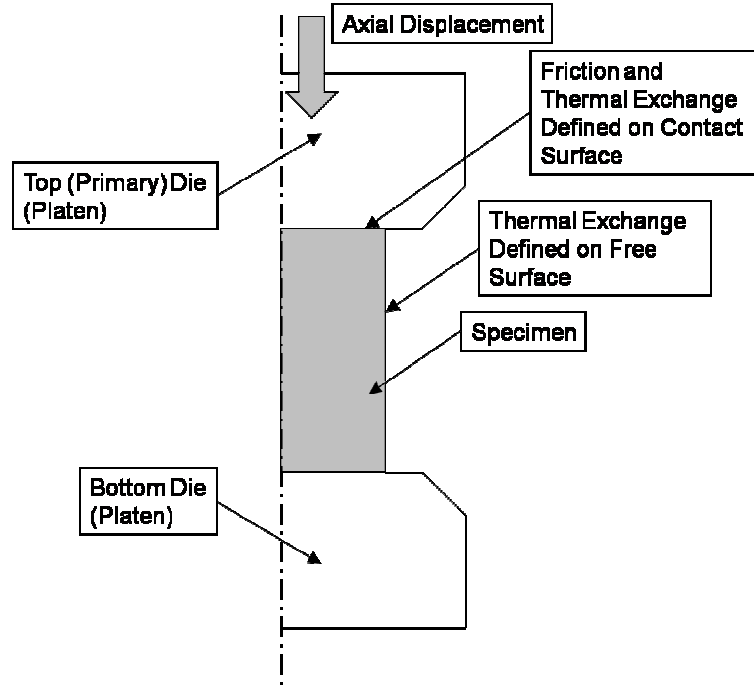 Axial Displacement
Friction and
Thermal Exchange
Defined on Contact
Surface
Top (Primary) Die
(Platen)
Thermal Exchange
Defined on Free
Surface
Specimen
Bottom Die
(Platen)